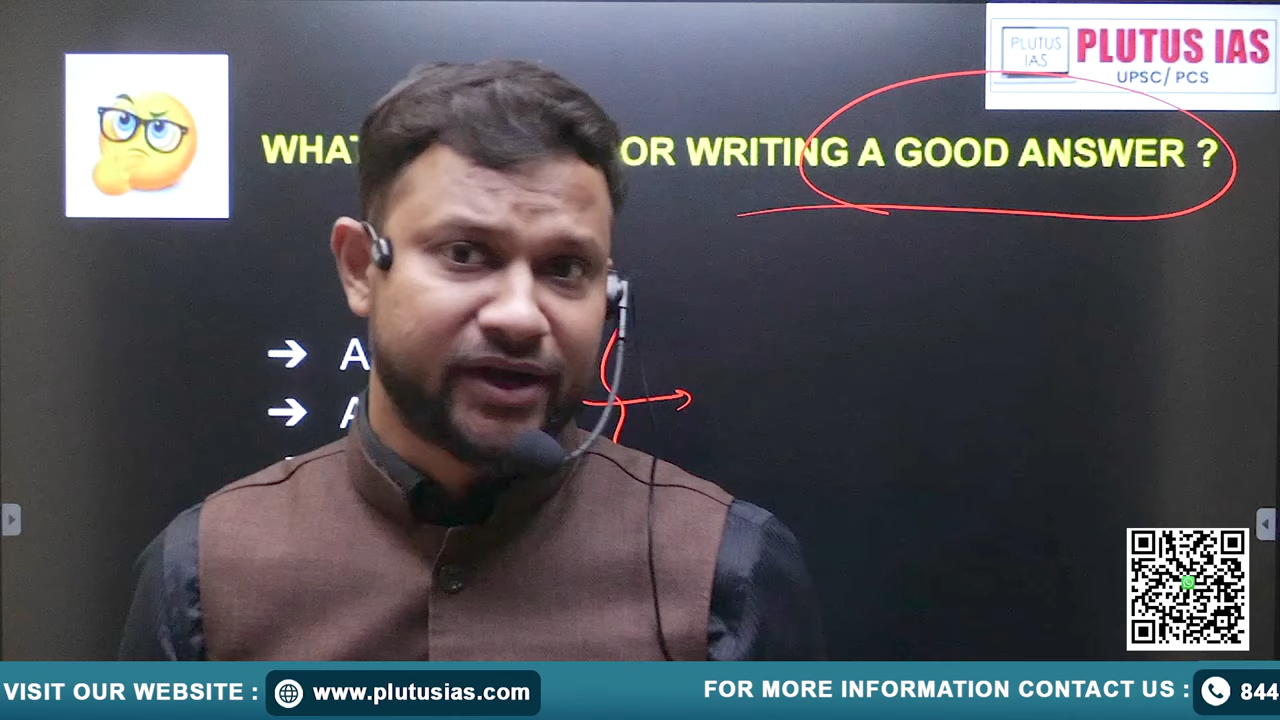 PLUTUS IAS
PLUTUS IAS
UPSC/ PCS
WHAT OR WRITING A GOOD ANSWER ?
A
A
VISIT OUR WEBSITE : www.plutusias.com
FOR MORE INFORMATION CONTACT US : 844